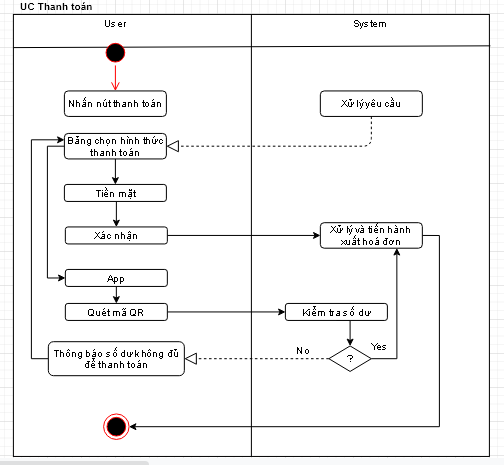 UC Thanh toán
User
System
Nhấn nút thanh toán
Xử lý yêu cầu
Bảng chọn hình thức
thanh toán
Tiền mặt
Xác nhận
Xử lý và tiến hành
xuất hoá đơn
App
Quét mã QR
Kiểm tra số dư
Thông báo số dư không đủ
để thanh toán
No
?
Yes